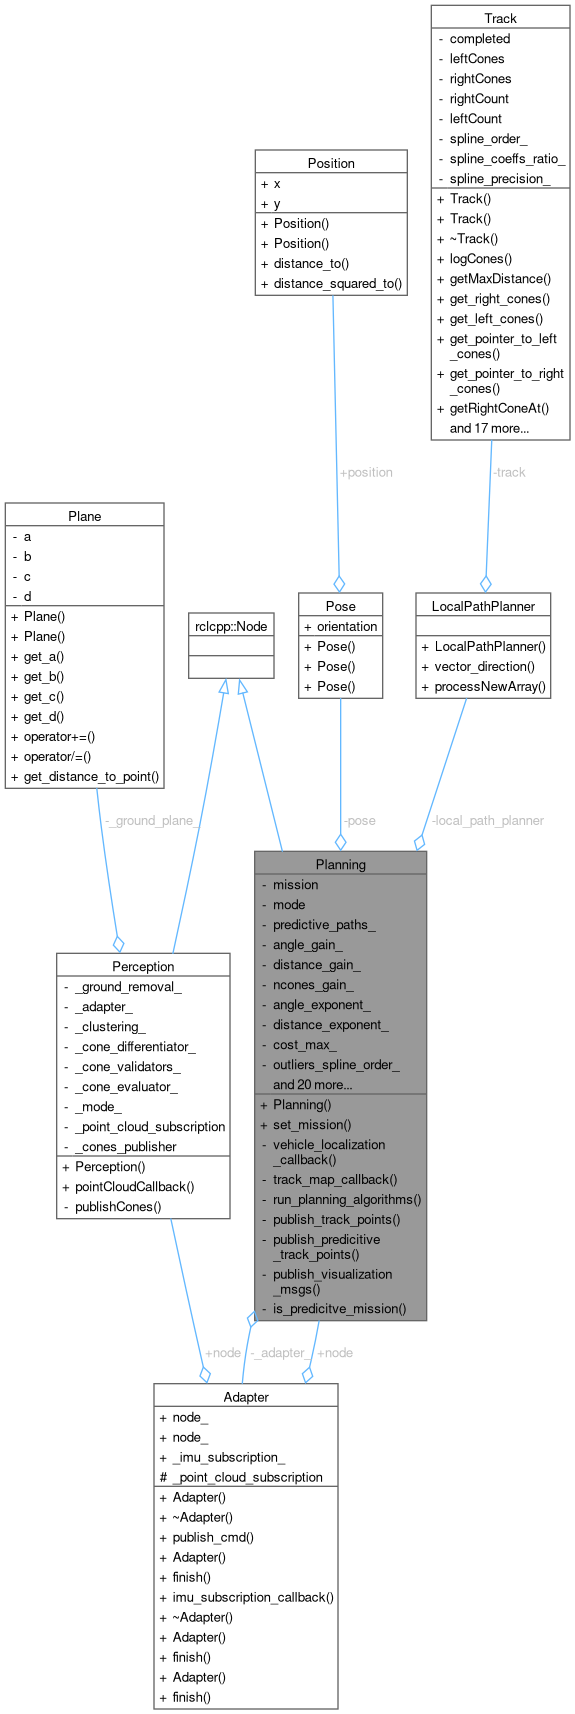 Track
- completed
- leftCones
- rightCones
- rightCount
- leftCount
- spline_order_
- spline_coeffs_ratio_
- spline_precision_
+ Track()
+ Track()
+ ~Track()
+ logCones()
+ getMaxDistance()
+ get_right_cones()
+ get_left_cones()
+ get_pointer_to_left
_cones()
+ get_pointer_to_right
_cones()
+ getRightConeAt()
and 17 more...
Position
+ x
+ y
+ Position()
+ Position()
+ distance_to()
+ distance_squared_to()
+position
-track
Plane
- a
- b
- c
- d
+ Plane()
+ Plane()
+ get_a()
+ get_b()
+ get_c()
+ get_d()
+ operator+=()
+ operator/=()
+ get_distance_to_point()
rclcpp::Node
Pose
+ orientation
+ Pose()
+ Pose()
+ Pose()
LocalPathPlanner
+ LocalPathPlanner()
+ vector_direction()
+ processNewArray()
-_ground_plane_
-pose
-local_path_planner
Planning
- mission
- mode
- predictive_paths_
- angle_gain_
- distance_gain_
- ncones_gain_
- angle_exponent_
- distance_exponent_
- cost_max_
- outliers_spline_order_
and 20 more...
+ Planning()
+ set_mission()
- vehicle_localization
_callback()
- track_map_callback()
- run_planning_algorithms()
- publish_track_points()
- publish_predicitive
_track_points()
- publish_visualization
_msgs()
- is_predicitve_mission()
Perception
- _ground_removal_
- _adapter_
- _clustering_
- _cone_differentiator_
- _cone_validators_
- _cone_evaluator_
- _mode_
- _point_cloud_subscription
- _cones_publisher
+ Perception()
+ pointCloudCallback()
- publishCones()
+node
-_adapter_
+node
Adapter
+ node_
+ node_
+ _imu_subscription_
# _point_cloud_subscription
+ Adapter()
+ ~Adapter()
+ publish_cmd()
+ Adapter()
+ finish()
+ imu_subscription_callback()
+ ~Adapter()
+ Adapter()
+ finish()
+ Adapter()
+ finish()